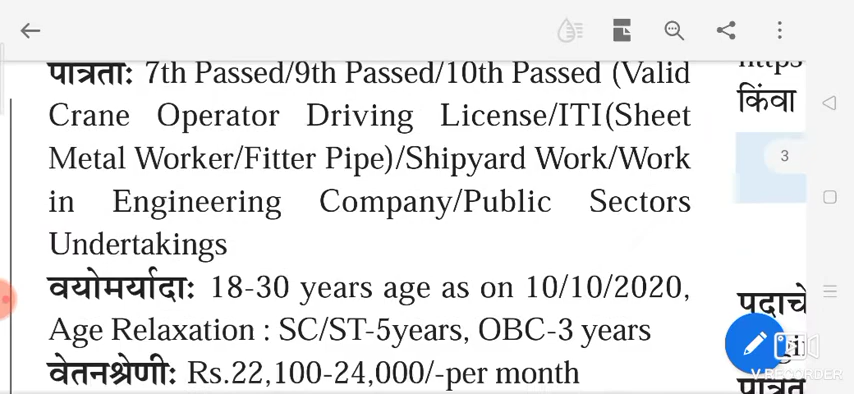 पात्रताः 7th Passed/9th Passed/10th Passed (Valid
Crane Operator Driving License/ITI(Sheet
Metal Worker/Fitter Pipe)/Shipyard Work/Work
in Engineering Company/Public Sectors
Undertakings
वयोमर्यादाः 18-30 years age as on 10/10/2020,
Age Relaxation : SC/ST-5years, OBC-3 years
वेतनश्रेणीः Rs.22,100-24,000/-per month
https
किंवा
3
पदाचे
V RECORDER